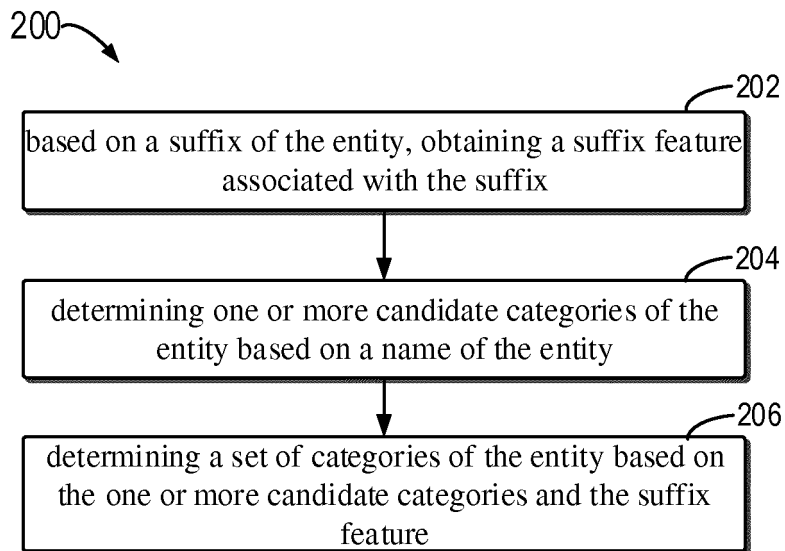 200
202
based on a suffix of the entity, obtaining a suffix feature
associated with the suffix
204
determining one or more candidate categories of the
entity based on a name of the entity
206
determining a set of categories of the entity based on
the one or more candidate categories and the suffix
feature